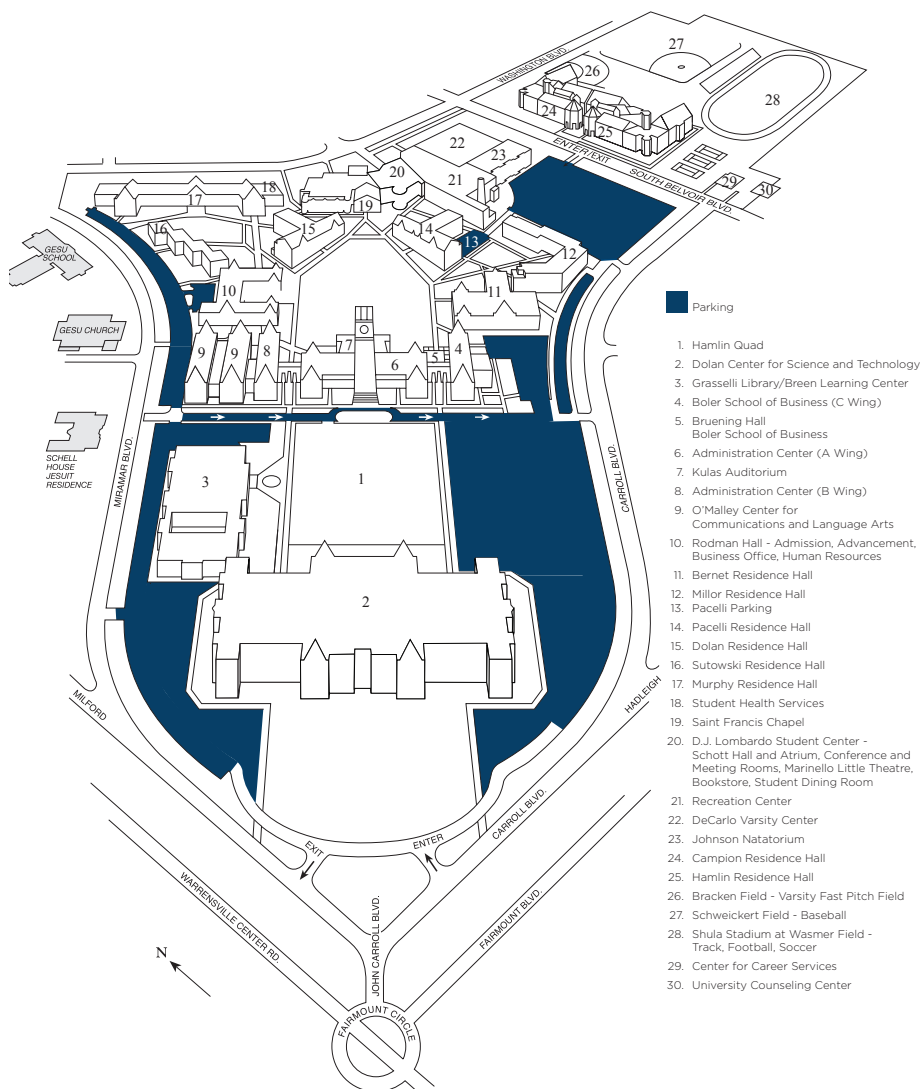 27
WASHINGTON BLVD.
26
28
24
25
22
ENTER/EXIT
23
20
21
SOUTH BELVOIR BLVD.
29
30
18
17
19
16
15
14
13
12
GESU
SCHOOL
10
11
GESU CHURCH
9
9
8
7
6
5
4
SCHELL
HOUSE
JESUIT
RESIDENCE
MIRAMAR BLVD.
3
1
CARROLL BLVD.
2
MILFORD
HADLEIGH
EXIT
ENTER
CARROLL BLVD.
WARRENSVILLE CENTER RD.
JOHN CARROLL BLVD.
FAIRMOUNT BLVD.
N
FAIRMOUNT CIRCLE
Parking
1. Hamlin Quad
2. Dolan Center for Science and Technology
3. Grasselli Library/Breen Learning Center
4. Boler School of Business (C Wing)
5. Bruening Hall
Boler School of Business
6. Administration Center (A Wing)
7. Kulas Auditorium
8. Administration Center (B Wing)
9. O'Malley Center for
Communications and Language Arts
10. Rodman Hall - Admission, Advancement,
Business Office, Human Resources
11. Bernet Residence Hall
12. Millor Residence Hall
13. Pacelli Parking
14. Pacelli Residence Hall
15. Dolan Residence Hall
16. Sutowski Residence Hall
17. Murphy Residence Hall
18. Student Health Services
19. Saint Francis Chapel
20. D.J. Lombardo Student Center -
Schott Hall and Atrium, Conference and
Meeting Rooms, Marinello Little Theatre,
Bookstore, Student Dining Room
21. Recreation Center
22. DeCarlo Varsity Center
23. Johnson Natatorium
24. Campion Residence Hall
25. Hamlin Residence Hall
26. Bracken Field - Varsity Fast Pitch Field
27. Schweickert Field - Baseball
28. Shula Stadium at Wasmer Field -
Track, Football, Soccer
29. Center for Career Services
30. University Counseling Center